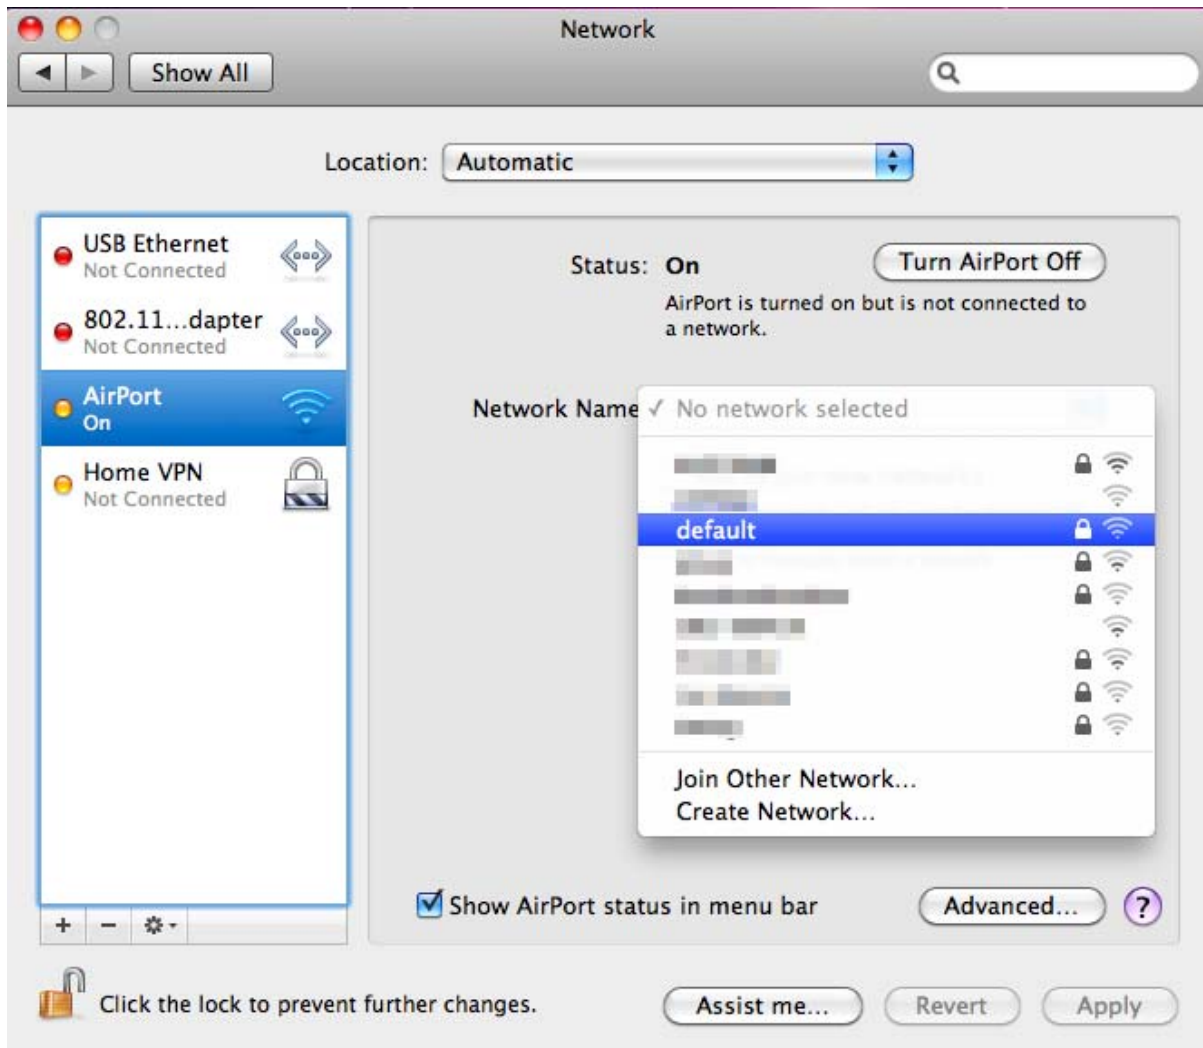 Network
Show All
Location: Automatic
USB Ethernet
Not Connected
802.11...dapter
Not Connected
AirPort
On
Home VPN
Not Connected
Status: On
Turn AirPort Off
AirPort is turned on but is not connected to
a network.
Network Name
✓ No network selected
default
Join Other Network...
Create Network...
Show AirPort status in menu bar
Advanced...
?
Click the lock to prevent further changes.
Assist me...
Revert
Apply